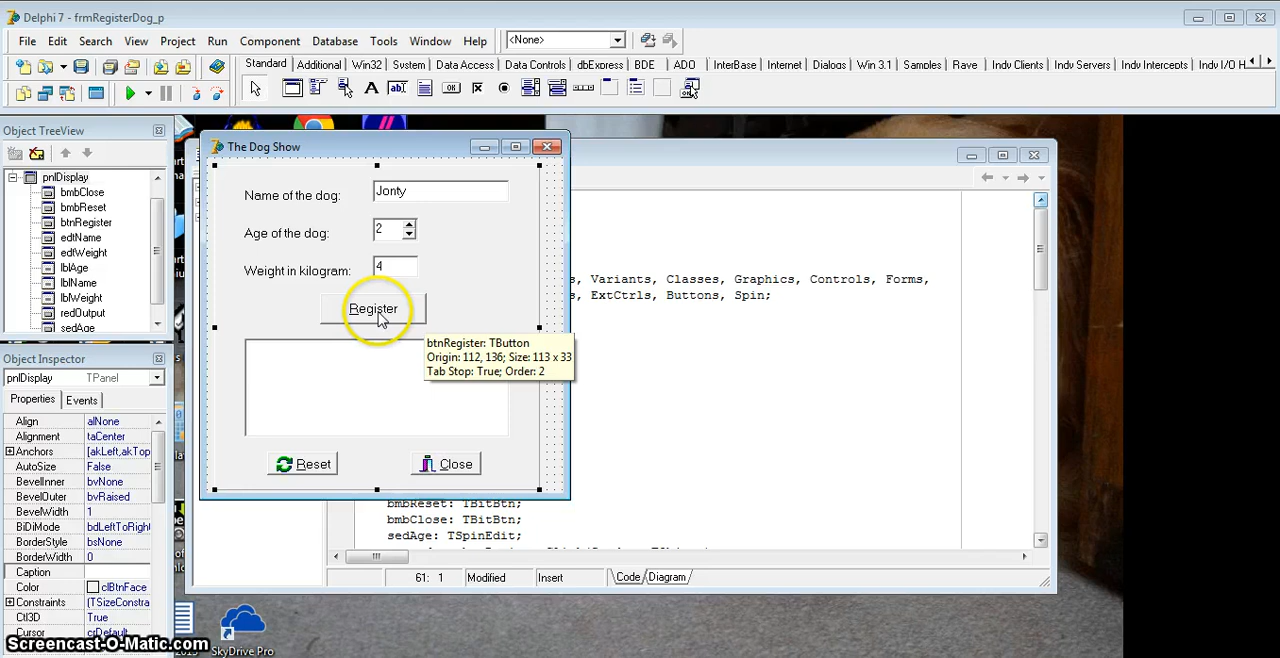 Delphi 7 - frmRegisterDog_p
File Edit Search View Project Run Component Database Tools Window Help <None>
Standard Additional Win32 System Data Access Data Controls dbExpress BDE ADO InterBase Internet Dialogs Win 3.1 Samples Rave Indy Clients Indy Servers Indy Intercepts Indy I/O H
Object TreeView
pnlDisplay
bmbClose
bmbReset
btnRegister
edtName
edfWeight
lblAge
lblName
lblWeight
redOutput
sedAge
Object Inspector
pnlDisplay TPanel
Properties Events
Align alNone
Alignment taCenter
Anchors [akLeft,akTop
AutoSize False
BevelInner bvNone
BevelOuter bvRaised
BevelWidth 1
BiDiMode bdLeftToRigh
BorderStyle bsNone
BorderWidth 0
Caption
Color clBtnFace
Constraints (TSizeConstra
Ctl3D True
Cursor crDefault
The Dog Show
Name of the dog: Jonty
Age of the dog: 2
Weight in kilogram: 4
Register
btnRegister: TButton
Origin: 112, 136; Size: 113 x 33
Tab Stop: True; Order: 2
Reset Close
s, Variants, Classes, Graphics, Controls, Forms,
s, ExtCtrls, Buttons, Spin;
bmbReset: TBitBtn;
bmbClose: TBitBtn;
sedAge: TSpinEdit;
61: 1 Modified Insert Code Diagram
SkyDrive Pro
Screencast-O-Matic.com